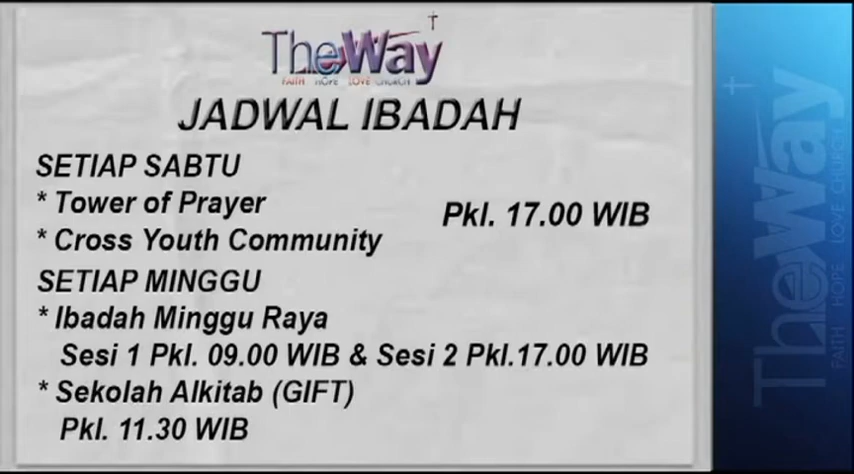 TheWay
FAITH HOPE LOVE CHURCH
JADWAL IBADAH
SETIAP SABTU
* Tower of Prayer
* Cross Youth Community
Pkl. 17.00 WIB
SETIAP MINGGU
* Ibadah Minggu Raya
Sesi 1 Pkl. 09.00 WIB & Sesi 2 Pkl.17.00 WIB
* Sekolah Alkitab (GIFT)
Pkl. 11.30 WIB
TheWay
FAITH HOPE LOVE CHURCH